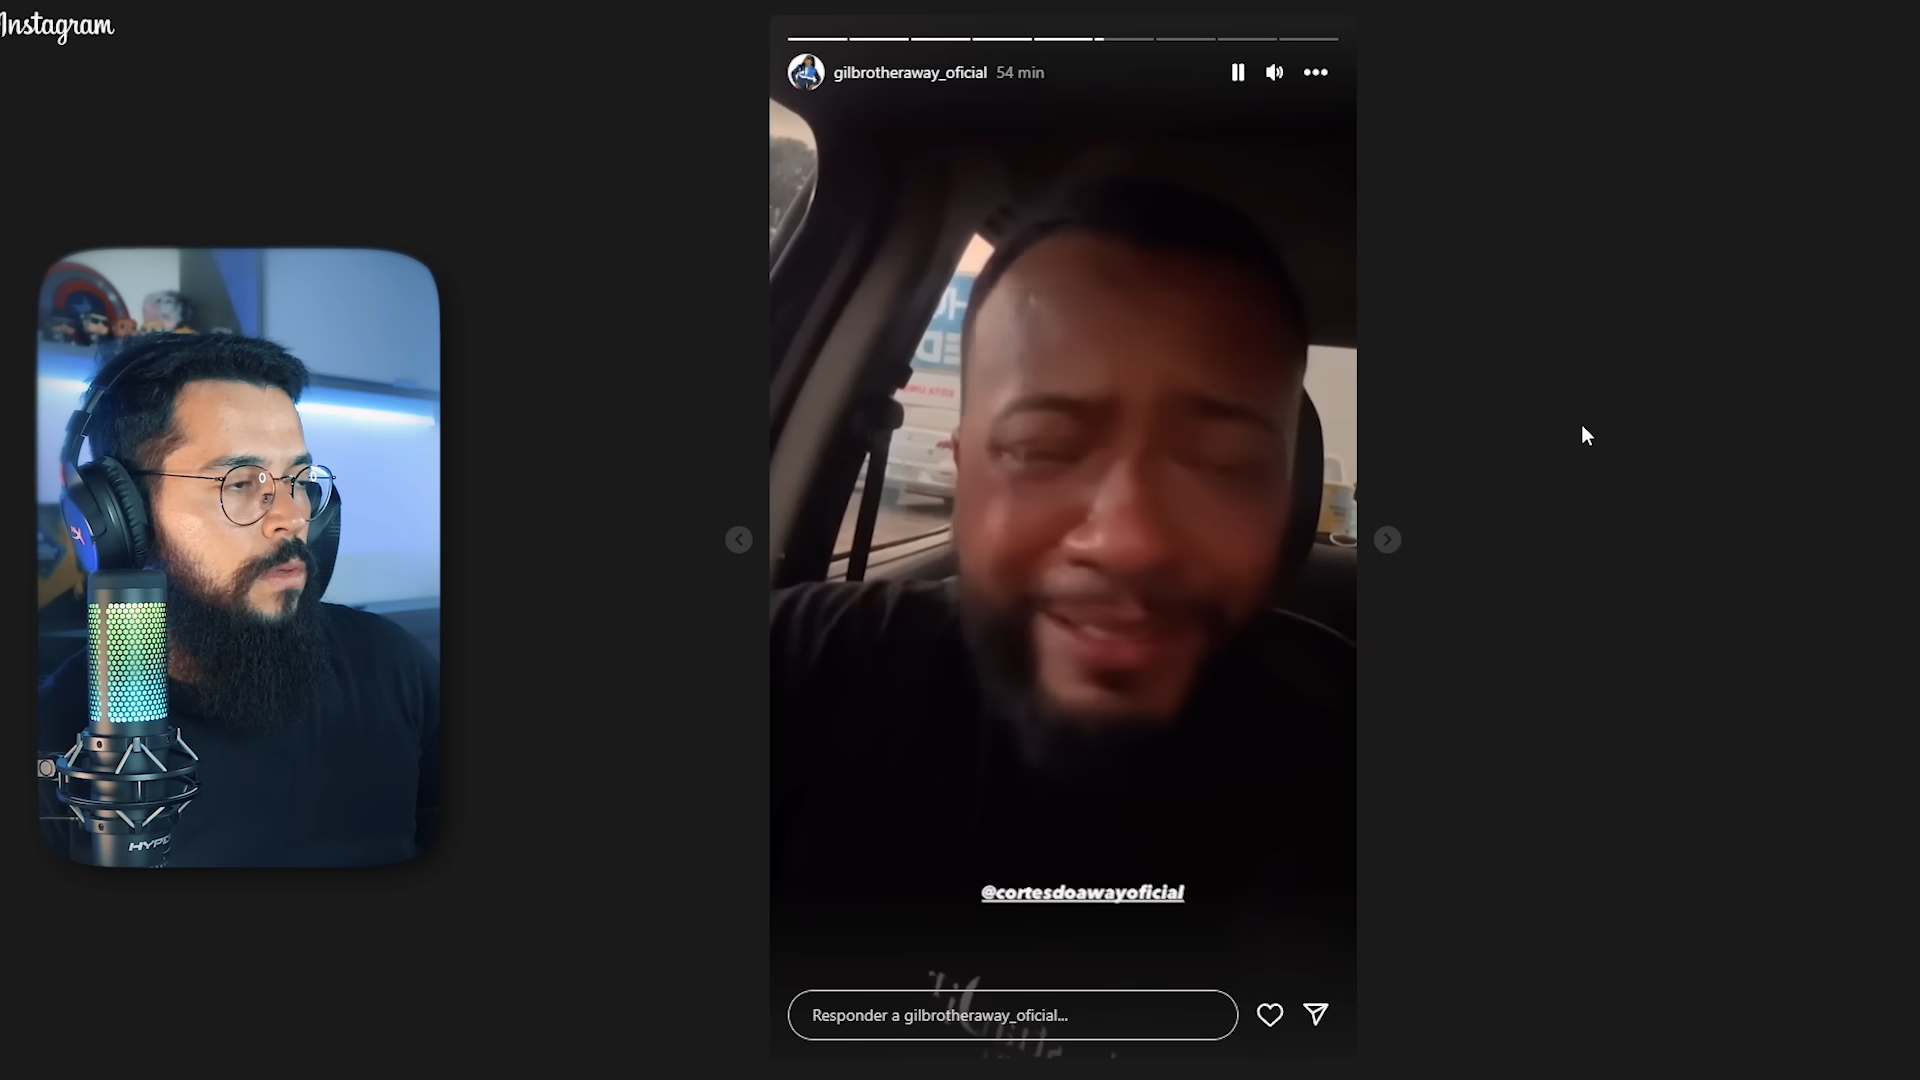 Instagram
gilbrotheraway_oficial 54 min
@cortesdoawayoficial
Responder a gilbrotheraway_oficial...